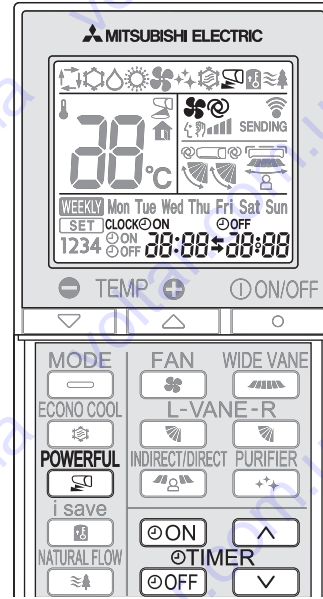 MITSUBISHI ELECTRIC
SENDING
°C
WEEKLY Mon Tue Wed Thu Fri Sat Sun
SET CLOCK ON OFF
1234 ON OFF 88:88 88:88
TEMP ON/OFF
MODE FAN WIDE VANE
ECONO COOL L-VANE-R
POWERFUL INDIRECT/DIRECT PURIFIER
i save ON
NATURAL FLOW TIMER
OFF